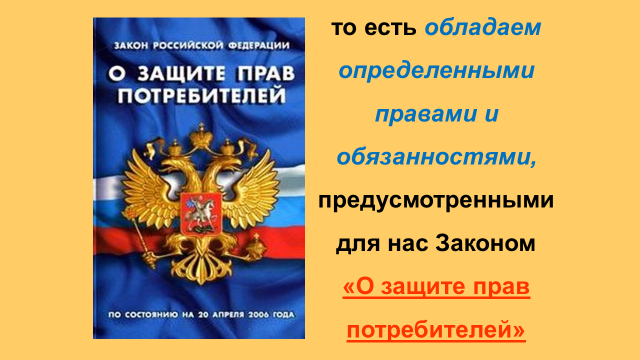 ЗАКОН РОССИЙСКОЙ ФЕДЕРАЦИИ
О ЗАЩИТЕ ПРАВ
ПОТРЕБИТЕЛЕЙ
ПО СОСТОЯНИЮ НА 20 АПРЕЛЯ 2006 ГОДА
то есть обладаем
определенными
правами и
обязанностями,
предусмотренными
для нас Законом
«О защите прав
потребителей»